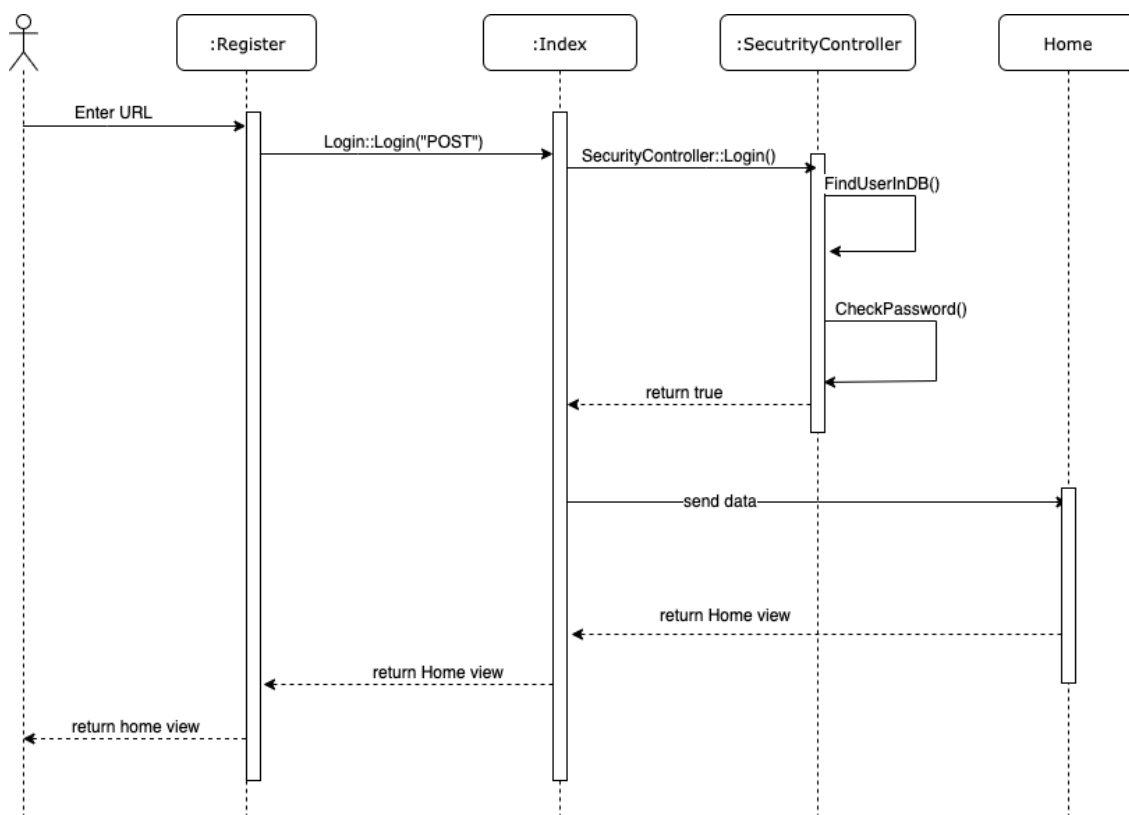 :Register
:Index
:SecutrityController
Home
Enter URL
Login::Login("POST")
SecurityController::Login()
FindUserInDB()
CheckPassword()
return true
send data
return Home view
return Home view
return home view